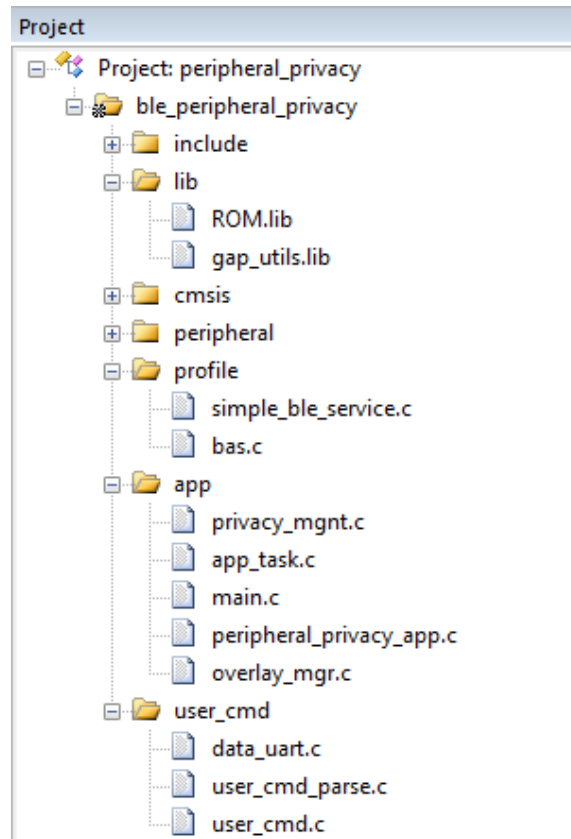 Project
Project: peripheral_privacy
ble_peripheral_privacy
include
lib
ROM.lib
gap_utils.lib
cmsis
peripheral
profile
simple_ble_service.c
bas.c
app
privacy_mgnt.c
app_task.c
main.c
peripheral_privacy_app.c
overlay_mgr.c
user_cmd
data_uart.c
user_cmd_parse.c
user_cmd.c